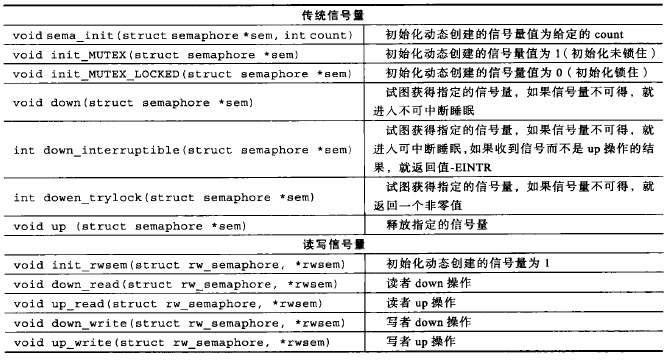 传统信号量
void sema_init(struct semaphore *sem, int count) 初始化动态创建的信号量值为给定的 count
void init_MUTEX(struct semaphore *sem) 初始化动态创建的信号量值为 1（初始化未锁住）
void init_MUTEX_LOCKED(struct semaphore *sem) 初始化动态创建的信号量值为 0（初始化锁住）
void down(struct semaphore *sem) 试图获得指定的信号量，如果信号量不可得，就
进入不可中断睡眠
int down_interruptible(struct semaphore *sem) 试图获得指定的信号量，如果信号量不可得，就
进入可中断睡眠，如果收到信号而不是 up 操作的结
果，就返回值-EINTR
int dowen_trylock(struct semaphore *sem) 试图获得指定的信号量，如果信号量不可得，就
返回一个非零值
void up (struct semaphore *sem) 释放指定的信号量
读写信号量
void init_rwsem(struct rw_semaphore, *rwsem) 初始化动态创建的信号量为 1
void down_read(struct rw_semaphore, *rwsem) 读者 down 操作
void up_read(struct rw_semaphore, *rwsem) 读者 up 操作
void down_write(struct rw_semaphore, *rwsem) 写者 down 操作
void up_write(struct rw_semaphore, *rwsem) 写者 up 操作